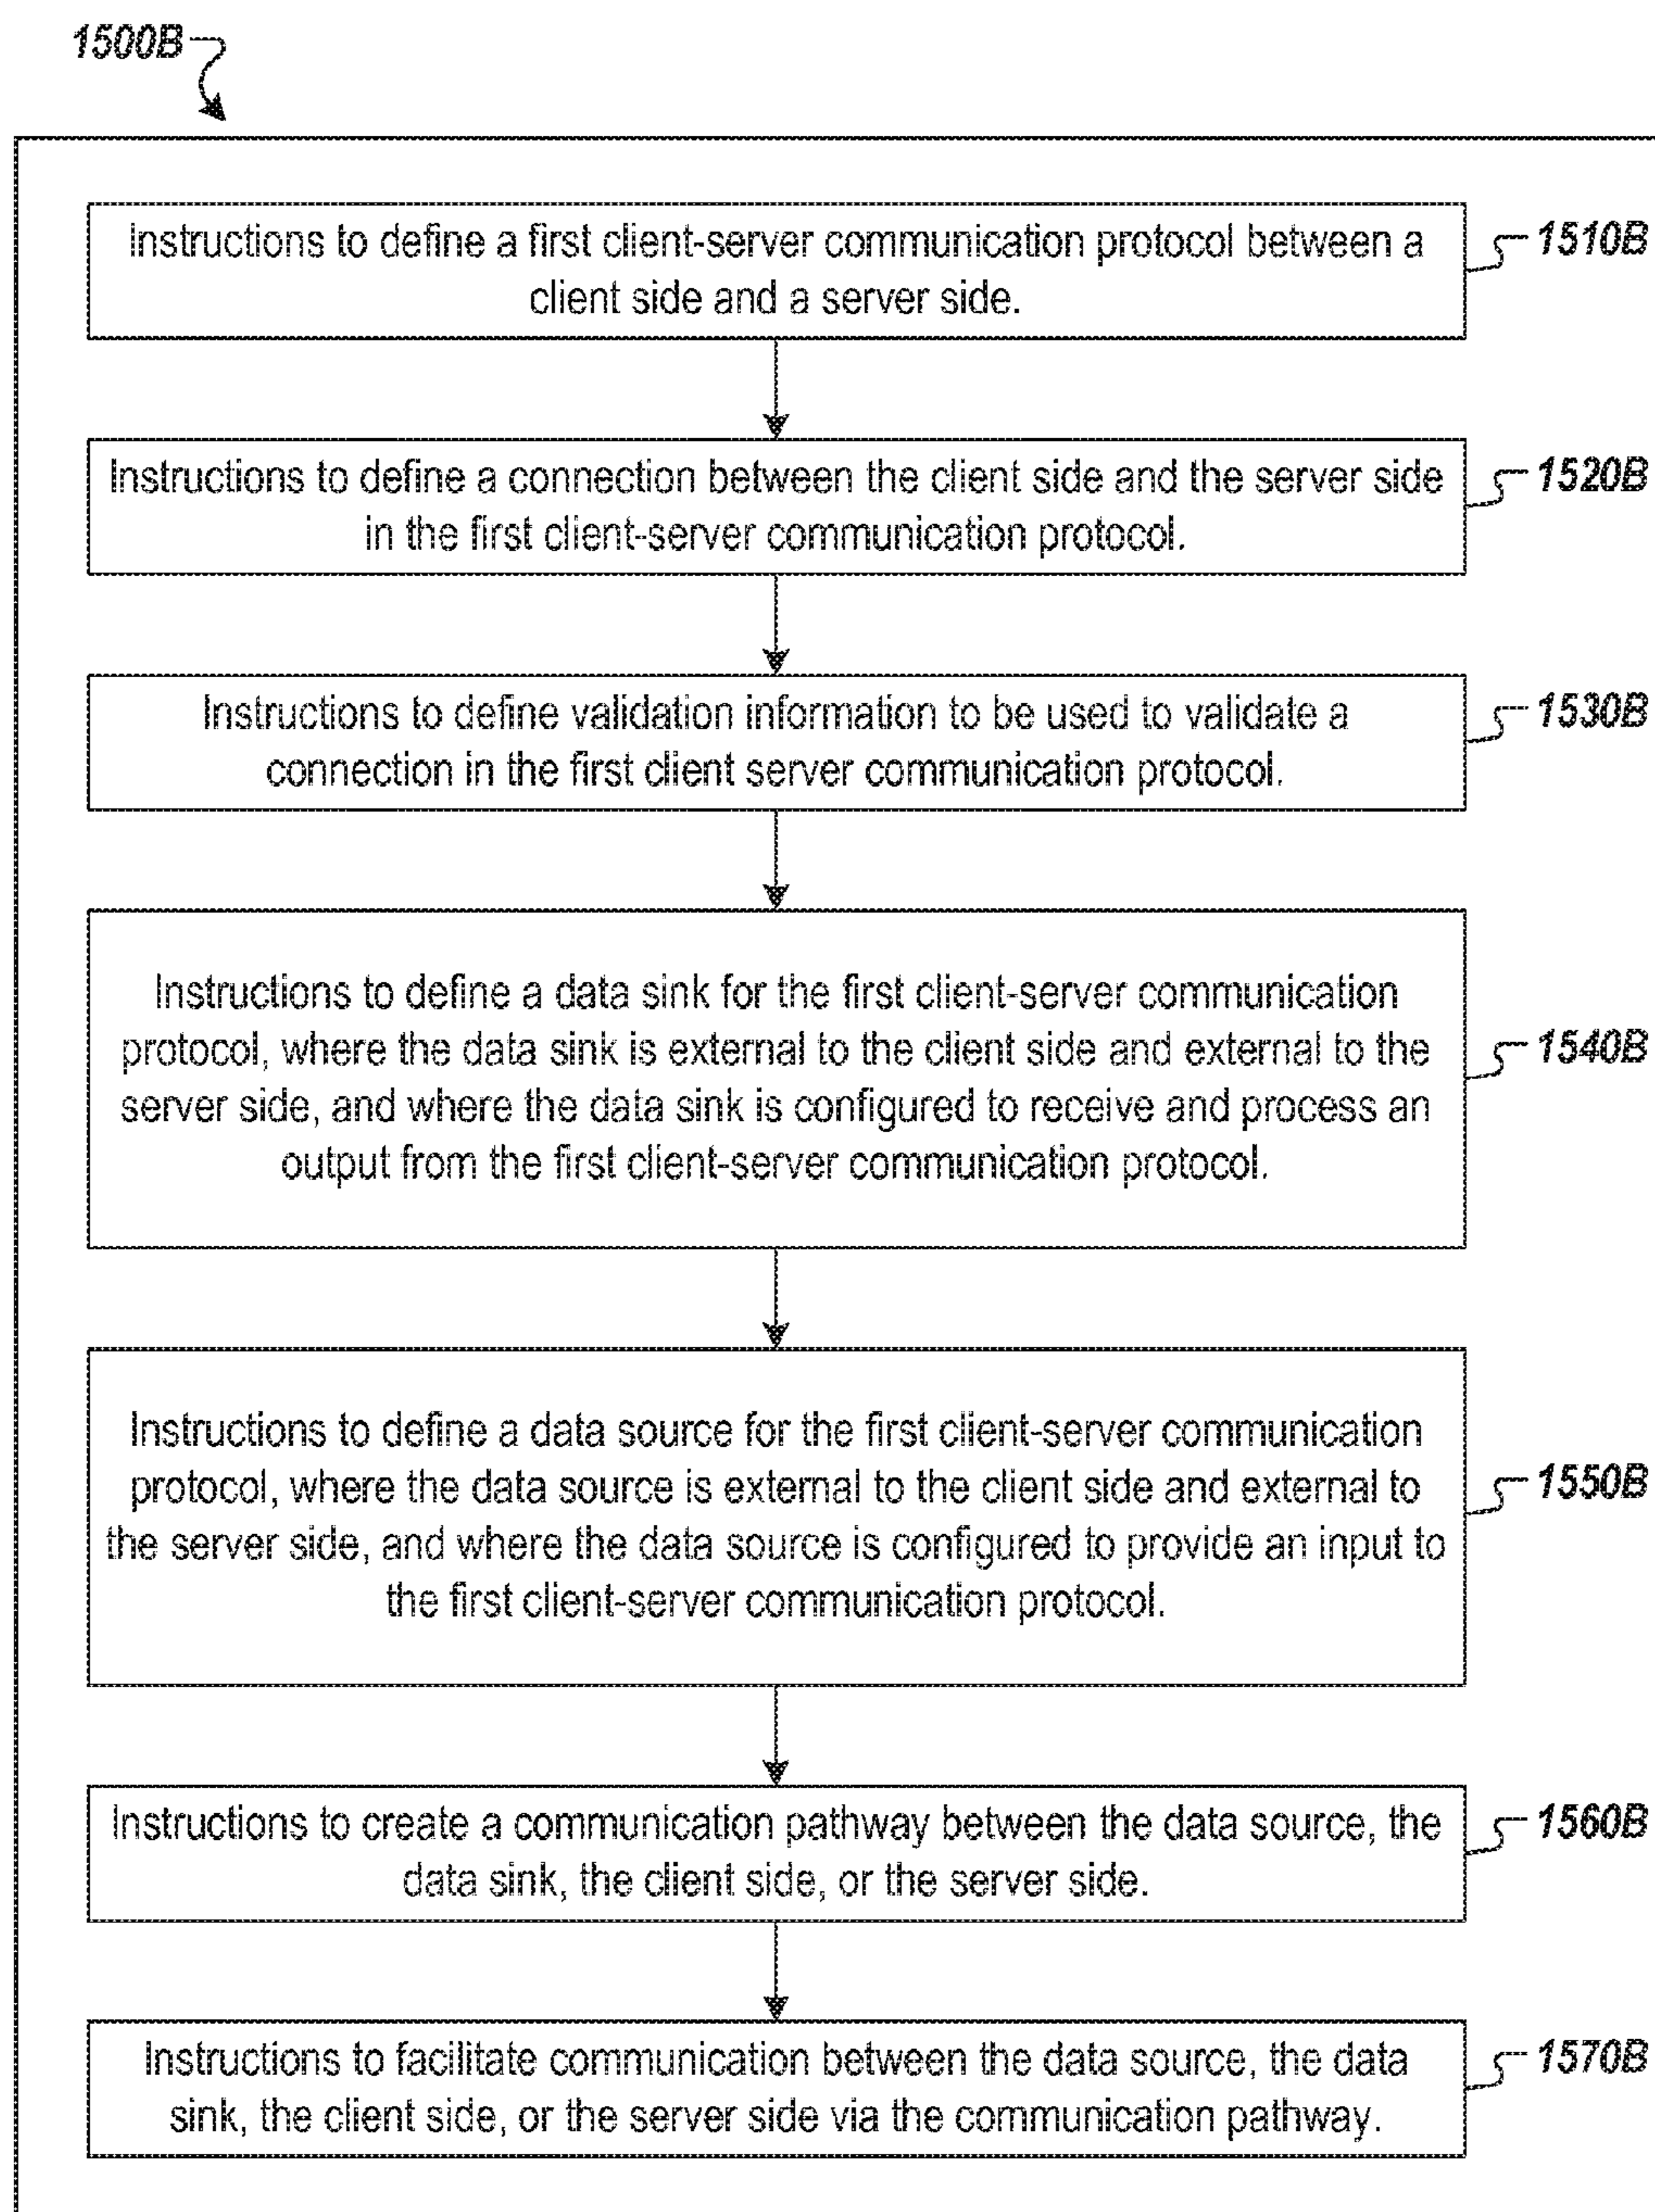 1500B
Instructions to define a first client-server communication protocol between a
client side and a server side.
1510B
Instructions to define a connection between the client side and the server side
in the first client-server communication protocol.
1520B
Instructions to define validation information to be used to validate a
connection in the first client server communication protocol.
1530B
Instructions to define a data sink for the first client-server communication
protocol, where the data sink is external to the client side and external to the
server side, and where the data sink is configured to receive and process an
output from the first client-server communication protocol.
1540B
Instructions to define a data source for the first client-server communication
protocol, where the data source is external to the client side and external to
the server side, and where the data source is configured to provide an input to
the first client-server communication protocol.
1550B
Instructions to create a communication pathway between the data source, the
data sink, the client side, or the server side.
1560B
Instructions to facilitate communication between the data source, the data
sink, the client side, or the server side via the communication pathway.
1570B